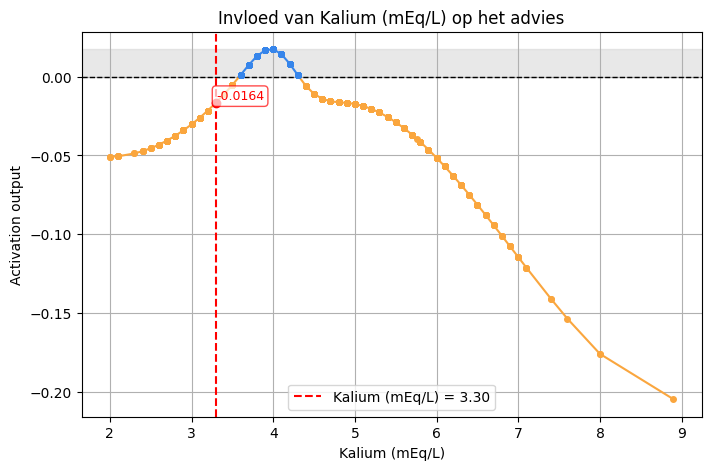 Invloed van Kalium (mEq/L) op het advies
Activation output
0.00
-0.0164
−0.05
−0.10
−0.15
−0.20
Kalium (mEq/L) = 3.30
2 3 4 5 6 7 8 9
Kalium (mEq/L)